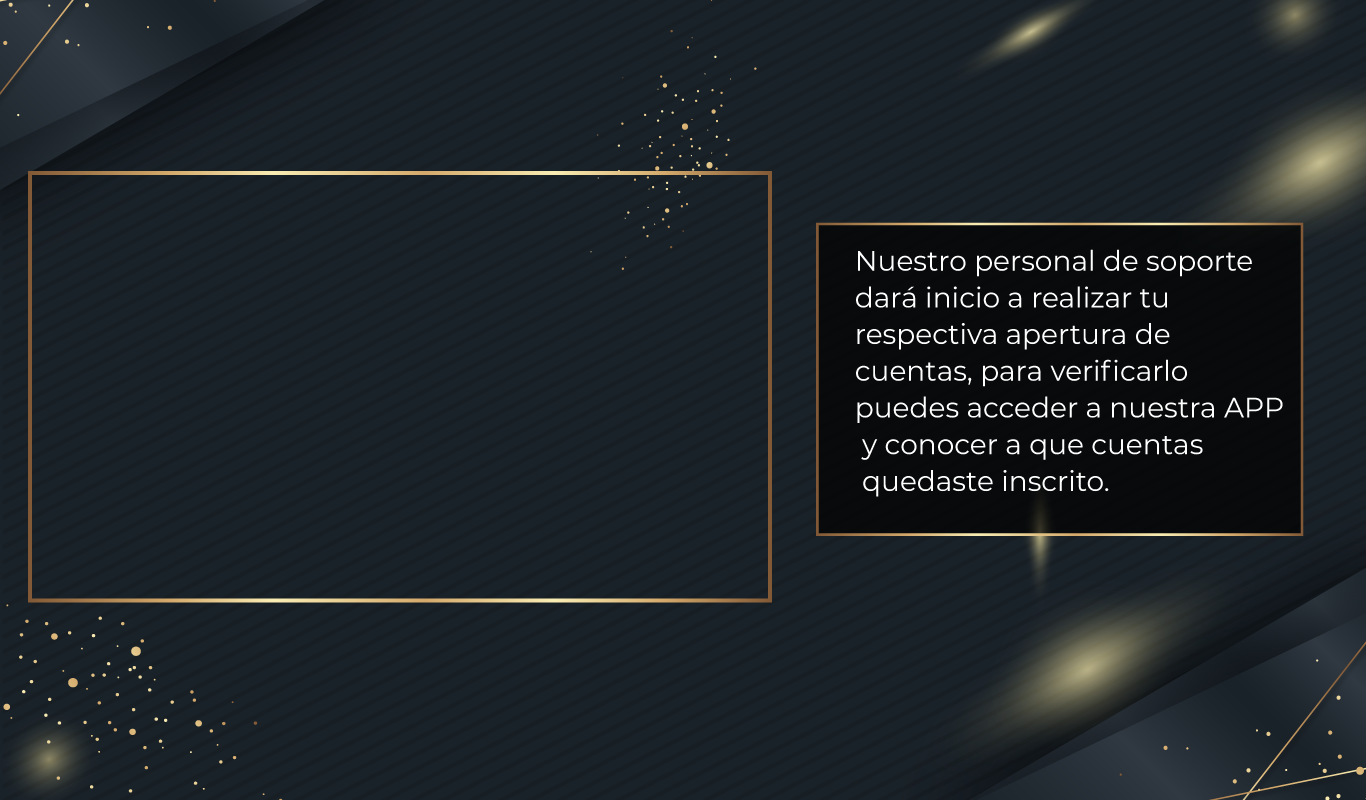 Nuestro personal de soporte
dará inicio a realizar tu
respectiva apertura de
cuentas, para verificarlo
puedes acceder a nuestra APP
y conocer a que cuentas
quedaste inscrito.